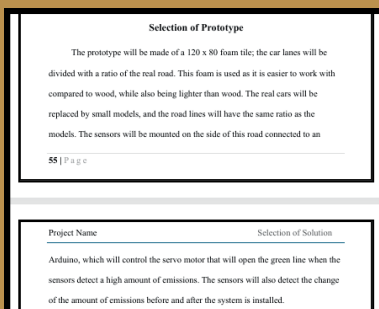 Selection of Prototype
The prototype will be made of a 120 x 80 foam tile; the car lanes will be
divided with a ratio of the real road. This foam is used as it is easier to work with
compared to wood, while also being lighter than wood. The real cars will be
replaced by small models, and the road lines will have the same ratio as the
models. The sensors will be mounted on the side of this road connected to an
55 | Page
Project Name Selection of Solution
Arduino, which will control the servo motor that will open the green line when the
sensors detect a high amount of emissions. The sensors will also detect the change
of the amount of emissions before and after the system is installed.